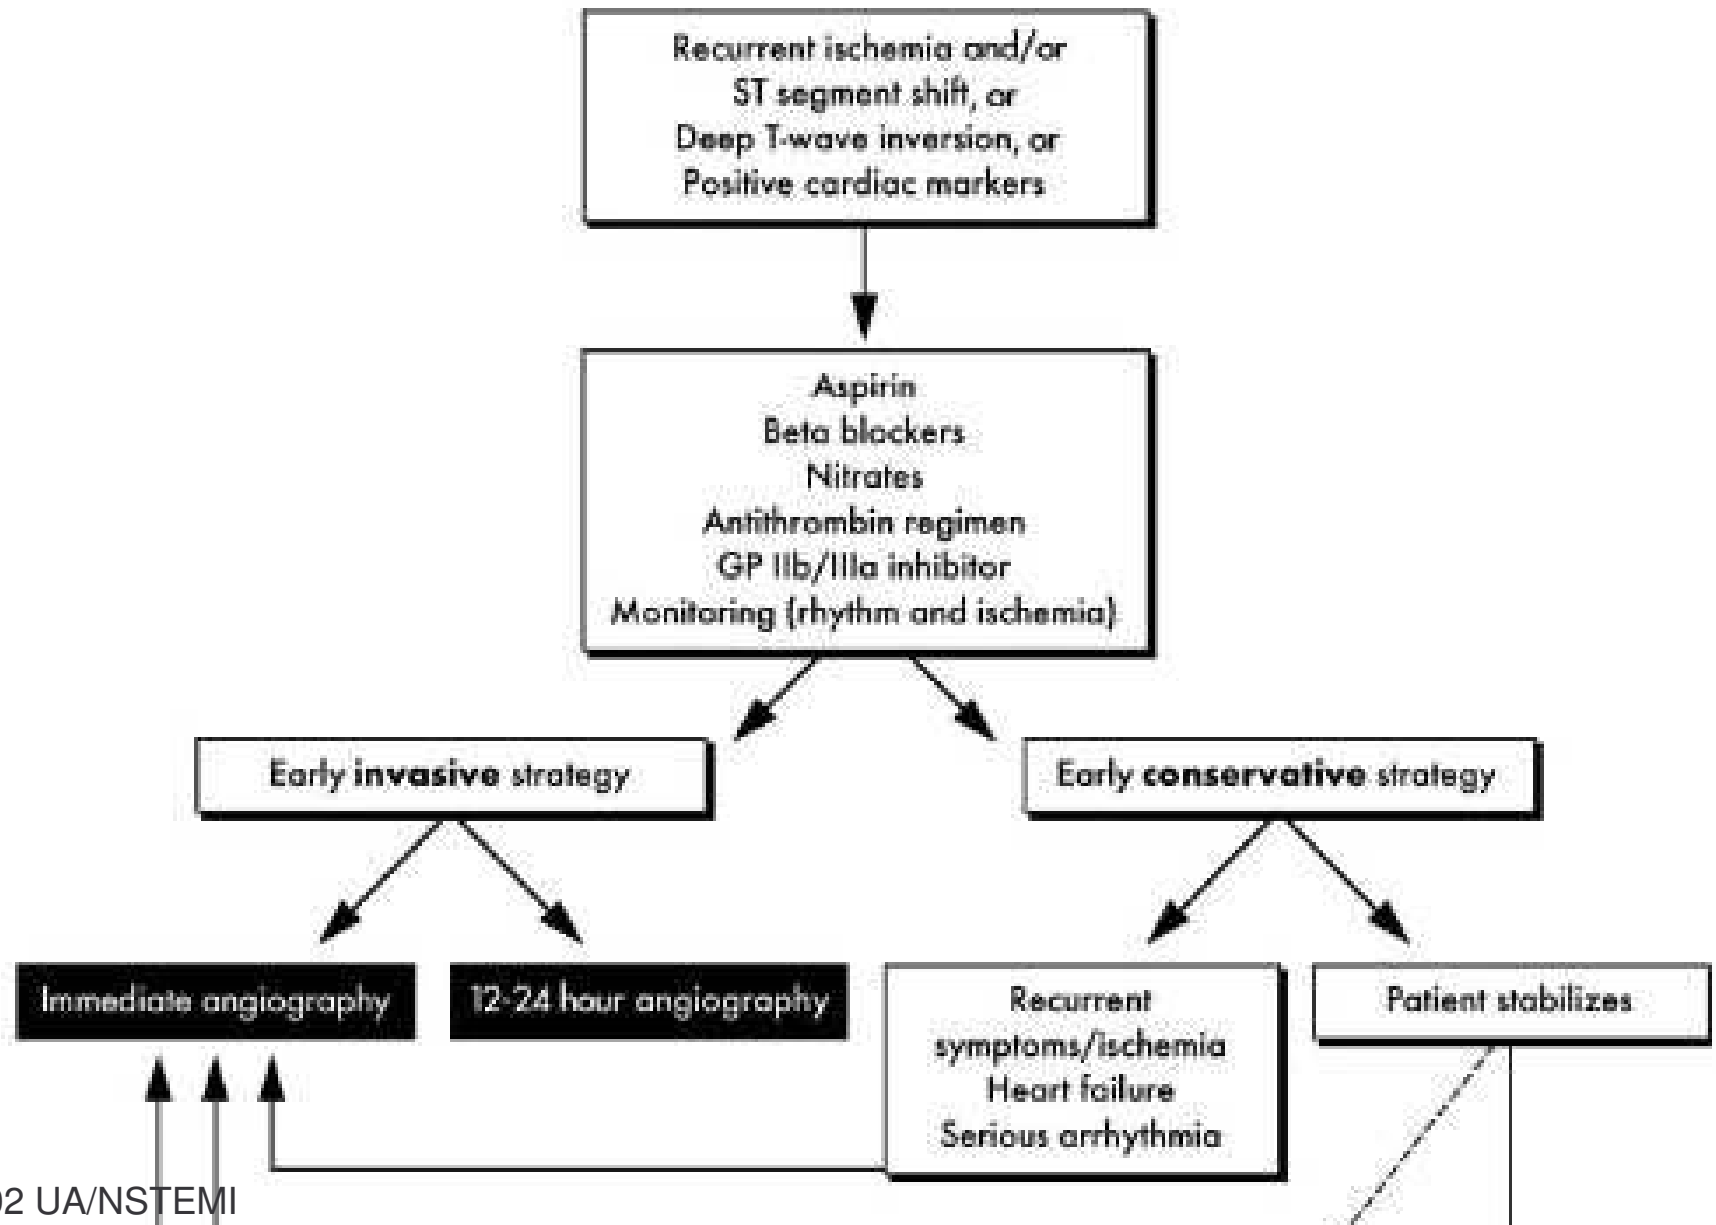 Recurrent ischemia and/or
ST segment shift, or
Deep T-wave inversion, or
Positive cardiac markers
Aspirin
Beta blockers
Nitrates
Antithrombin regimen
GP IIb/IIIa inhibitor
Monitoring (rhythm and ischemia)
Early invasive strategy
Early conservative strategy
Immediate angiography
12-24 hour angiography
Recurrent
symptoms/ischemia
Heart failure
Serious arrhythmia
Patient stabilizes
UA/NSTEMI